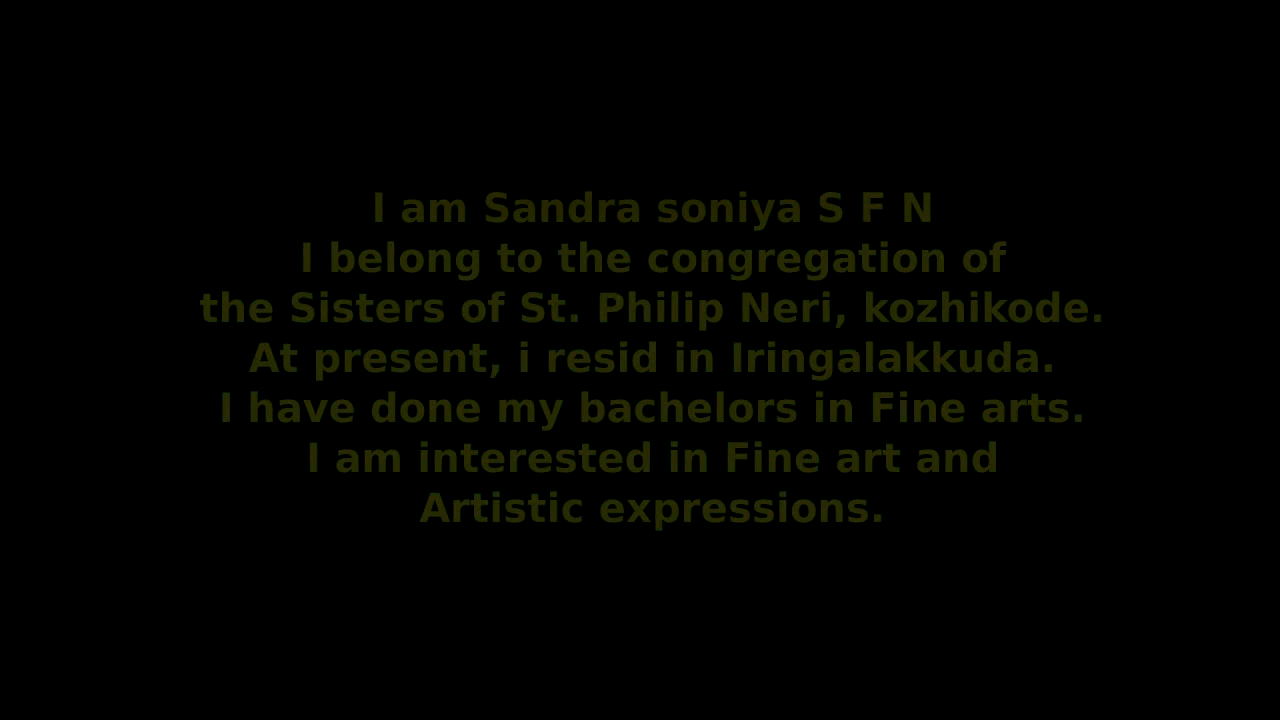 I am Sandra soniya S F N
I belong to the congregation of
the Sisters of St. Philip Neri, kozhikode.
At present, i resid in Iringalakkuda.
I have done my bachelors in Fine arts.
I am interested in Fine art and
Artistic expressions.